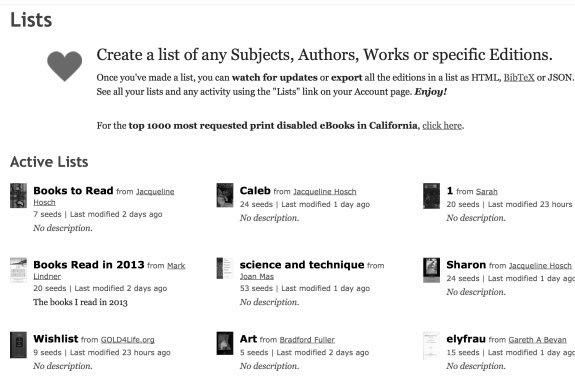 Lists
Create a list of any Subjects, Authors, Works or specific Editions.
Once you've made a list, you can watch for updates or export all the editions in a list as HTML, BibTeX or JSON.
See all your lists and any activity using the "Lists" link on your Account page. Enjoy!
For the top 1000 most requested print disabled eBooks in California, click here.
Active Lists
Books to Read from Jacqueline
Hosch
7 seeds | Last modified 2 days ago
No description.
Caleb from Jacqueline Hosch
24 seeds | Last modified 1 day ago
No description.
1 from Sarah
20 seeds | Last modified 23 hours
No description.
Books Read in 2013 from Mark
Lindner
20 seeds | Last modified 2 days ago
The books I read in 2013
science and technique from
Joan Mas
53 seeds | Last modified 1 day ago
No description.
Sharon from Jacqueline Hosch
24 seeds | Last modified 1 day ago
No description.
Wishlist from GOLD4Life.org
9 seeds | Last modified 23 hours ago
No description.
Art from Bradford Fuller
5 seeds | Last modified 2 days ago
No description.
elyfrau from Gareth A Bevan
15 seeds | Last modified 1 day ago
No description.